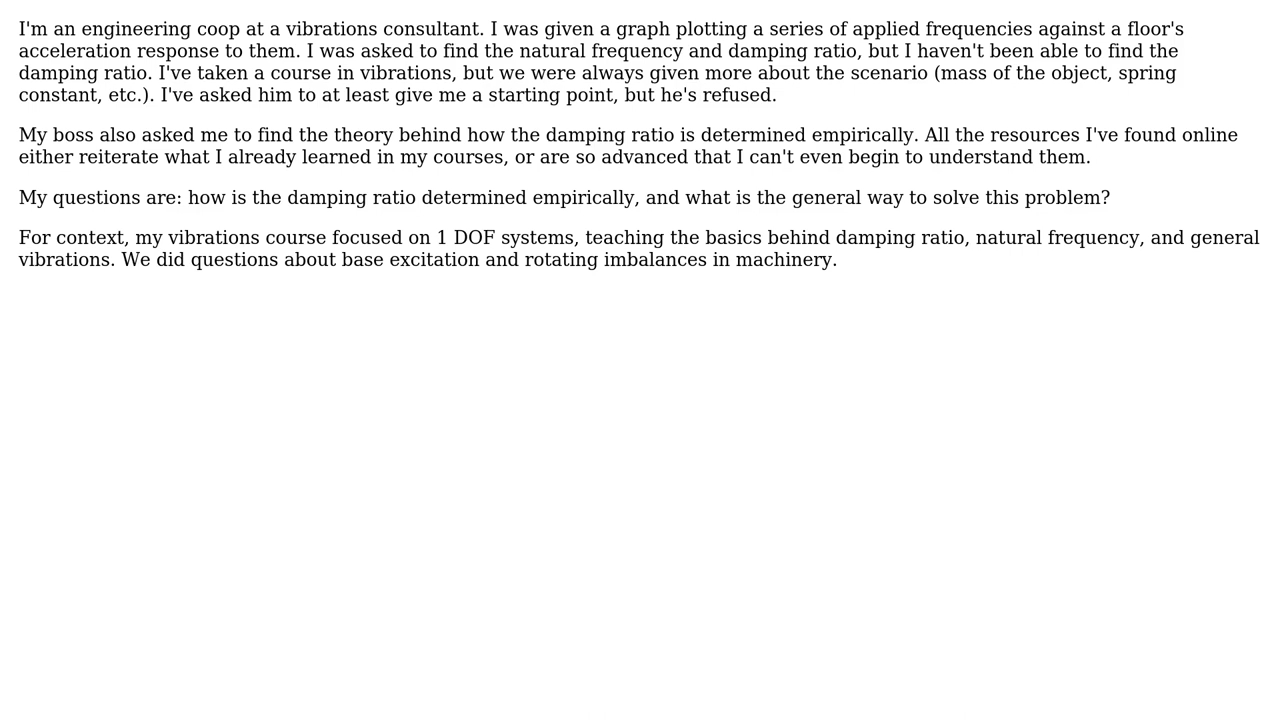 I'm an engineering coop at a vibrations consultant. I was given a graph plotting a series of applied frequencies against a floor's
acceleration response to them. I was asked to find the natural frequency and damping ratio, but I haven't been able to find the
damping ratio. I've taken a course in vibrations, but we were always given more about the scenario (mass of the object, spring
constant, etc.). I've asked him to at least give me a starting point, but he's refused.
My boss also asked me to find the theory behind how the damping ratio is determined empirically. All the resources I've found online
either reiterate what I already learned in my courses, or are so advanced that I can't even begin to understand them.
My questions are: how is the damping ratio determined empirically, and what is the general way to solve this problem?
For context, my vibrations course focused on 1 DOF systems, teaching the basics behind damping ratio, natural frequency, and general
vibrations. We did questions about base excitation and rotating imbalances in machinery.